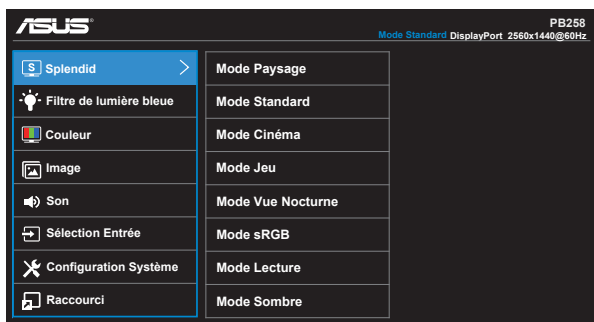 ASUS
PB258
Mode Standard DisplayPort 2560x1440@60Hz
S Splendid
Filtre de lumière bleue
Couleur
Image
Son
Sélection Entrée
Configuration Système
Raccourci
Mode Paysage
Mode Standard
Mode Cinéma
Mode Jeu
Mode Vue Nocturne
Mode sRGB
Mode Lecture
Mode Sombre